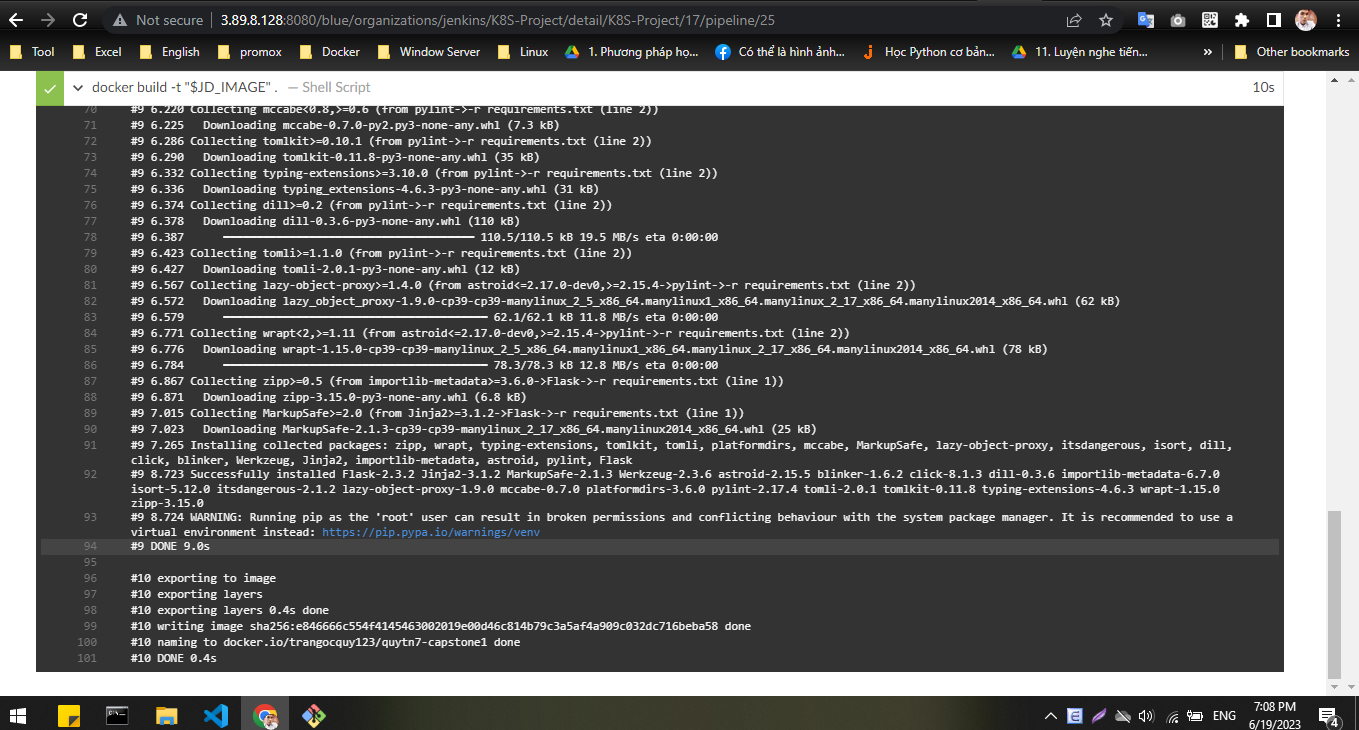 Not secure | 3.89.8.128:8080/blue/organizations/jenkins/K8S-Project/detail/K8S-Project/17/pipeline/25
Tool Excel English promox Docker Window Server Linux 1. Phương pháp họ... Có thể là hình ảnh... Học Python cơ bản... 11. Luyện nghe tiến... » Other bookmarks
docker build -t "$JD_IMAGE" . — Shell Script 10s
70 #9 6.220 Collecting mccabe<0.8,>=0.6 (from pylint->-r requirements.txt (line 2))
71 #9 6.225 Downloading mccabe-0.7.0-py2.py3-none-any.whl (7.3 kB)
72 #9 6.286 Collecting tomlkit>=0.10.1 (from pylint->-r requirements.txt (line 2))
73 #9 6.290 Downloading tomlkit-0.11.8-py3-none-any.whl (35 kB)
74 #9 6.332 Collecting typing-extensions>=3.10.0 (from pylint->-r requirements.txt (line 2))
75 #9 6.336 Downloading typing_extensions-4.6.3-py3-none-any.whl (31 kB)
76 #9 6.374 Collecting dill>=0.2 (from pylint->-r requirements.txt (line 2))
77 #9 6.378 Downloading dill-0.3.6-py3-none-any.whl (110 kB)
78 #9 6.387 ━━━━━━━━━━━━━━━━━━━━━━━━━━━━━━━━━━━━━━ 110.5/110.5 kB 19.5 MB/s eta 0:00:00
79 #9 6.423 Collecting tomli>=1.1.0 (from pylint->-r requirements.txt (line 2))
80 #9 6.427 Downloading tomli-2.0.1-py3-none-any.whl (12 kB)
81 #9 6.567 Collecting lazy-object-proxy>=1.4.0 (from astroid<=2.17.0-dev0,>=2.15.4->pylint->-r requirements.txt (line 2))
82 #9 6.572 Downloading lazy_object_proxy-1.9.0-cp39-cp39-manylinux_2_5_x86_64.manylinux1_x86_64.manylinux_2_17_x86_64.manylinux2014_x86_64.whl (62 kB)
83 #9 6.579 ━━━━━━━━━━━━━━━━━━━━━━━━━━━━━━━━━━━━━━━━ 62.1/62.1 kB 11.8 MB/s eta 0:00:00
84 #9 6.771 Collecting wrapt<2,>=1.11 (from astroid<=2.17.0-dev0,>=2.15.4->pylint->-r requirements.txt (line 2))
85 #9 6.776 Downloading wrapt-1.15.0-cp39-cp39-manylinux_2_5_x86_64.manylinux1_x86_64.manylinux_2_17_x86_64.manylinux2014_x86_64.whl (78 kB)
86 #9 6.784 ━━━━━━━━━━━━━━━━━━━━━━━━━━━━━━━━━━━━━━━━ 78.3/78.3 kB 12.8 MB/s eta 0:00:00
87 #9 6.867 Collecting zipp>=0.5 (from importlib-metadata>=3.6.0->Flask->-r requirements.txt (line 1))
88 #9 6.871 Downloading zipp-3.15.0-py3-none-any.whl (6.8 kB)
89 #9 7.015 Collecting MarkupSafe>=2.0 (from Jinja2>=3.1.2->Flask->-r requirements.txt (line 1))
90 #9 7.023 Downloading MarkupSafe-2.1.3-cp39-cp39-manylinux_2_17_x86_64.manylinux2014_x86_64.whl (25 kB)
91 #9 7.265 Installing collected packages: zipp, wrapt, typing-extensions, tomlkit, tomli, platformdirs, mccabe, MarkupSafe, lazy-object-proxy, itsdangerous, isort, dill,
click, blinker, Werkzeug, Jinja2, importlib-metadata, astroid, pylint, Flask
92 #9 8.723 Successfully installed Flask-2.3.2 Jinja2-3.1.2 MarkupSafe-2.1.3 Werkzeug-2.3.6 astroid-2.15.5 blinker-1.6.2 click-8.1.3 dill-0.3.6 importlib-metadata-6.7.0
isort-5.12.0 itsdangerous-2.1.2 lazy-object-proxy-1.9.0 mccabe-0.7.0 platformdirs-3.6.0 pylint-2.17.4 tomli-2.0.1 tomlkit-0.11.8 typing-extensions-4.6.3 wrapt-1.15.0
zipp-3.15.0
93 #9 8.724 WARNING: Running pip as the 'root' user can result in broken permissions and conflicting behaviour with the system package manager. It is recommended to use a
virtual environment instead: https://pip.pypa.io/warnings/venv
94 #9 DONE 9.0s
95
96 #10 exporting to image
97 #10 exporting layers
98 #10 exporting layers 0.4s done
99 #10 writing image sha256:e846666c554f4145463002019e00d46c814b79c3a5af4a909c032dc716beba58 done
100 #10 naming to docker.io/trangocquy123/quytn7-capstone1 done
101 #10 DONE 0.4s
ENG
7:08 PM
6/19/2023
4